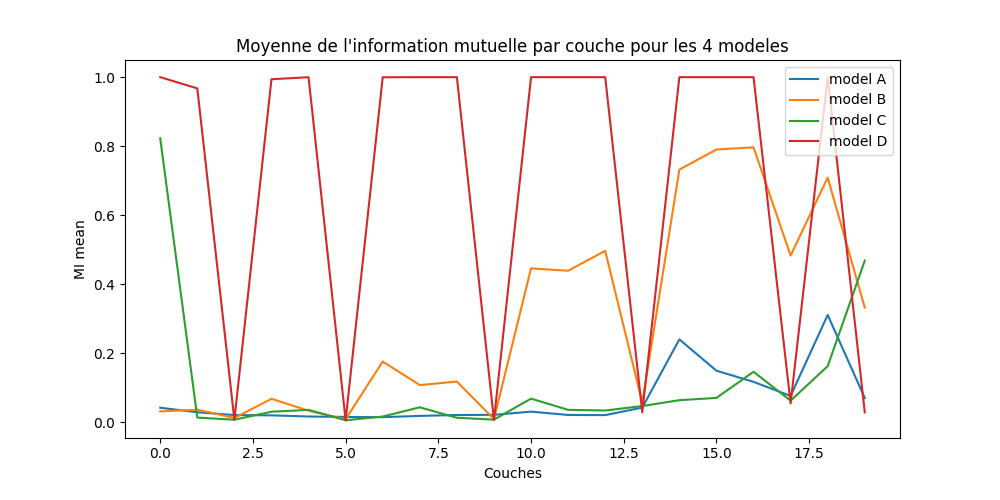 Moyenne de l'information mutuelle par couche pour les 4 modeles
model A
model B
model C
model D
MI mean
1.0
0.8
0.6
0.4
0.2
0.0
0.0 2.5 5.0 7.5 10.0 12.5 15.0 17.5
Couches